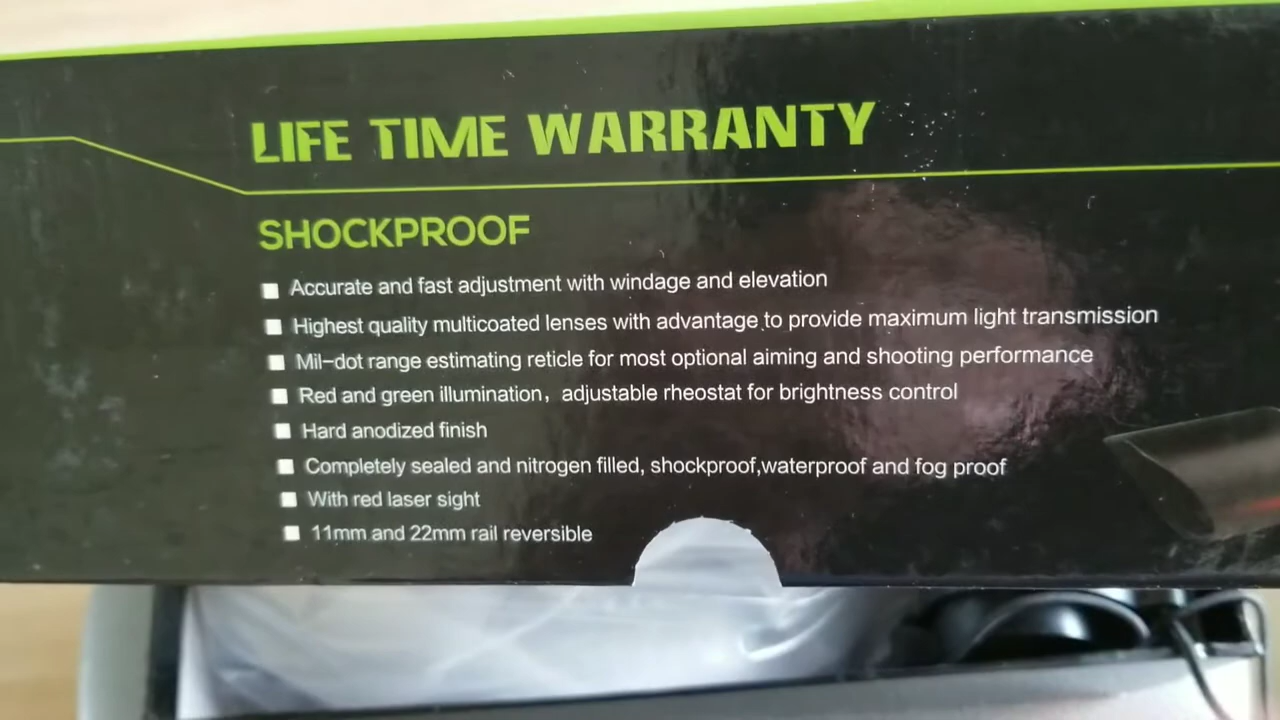 LIFE TIME WARRANTY
SHOCKPROOF
Accurate and fast adjustment with windage and elevation
Highest quality multicoated lenses with advantage to provide maximum light transmission
Mil-dot range estimating reticle for most optional aiming and shooting performance
Red and green illumination, adjustable rheostat for brightness control
Hard anodized finish
Completely sealed and nitrogen filled, shockproof,waterproof and fog proof
With red laser sight
11mm and 22mm rail reversible